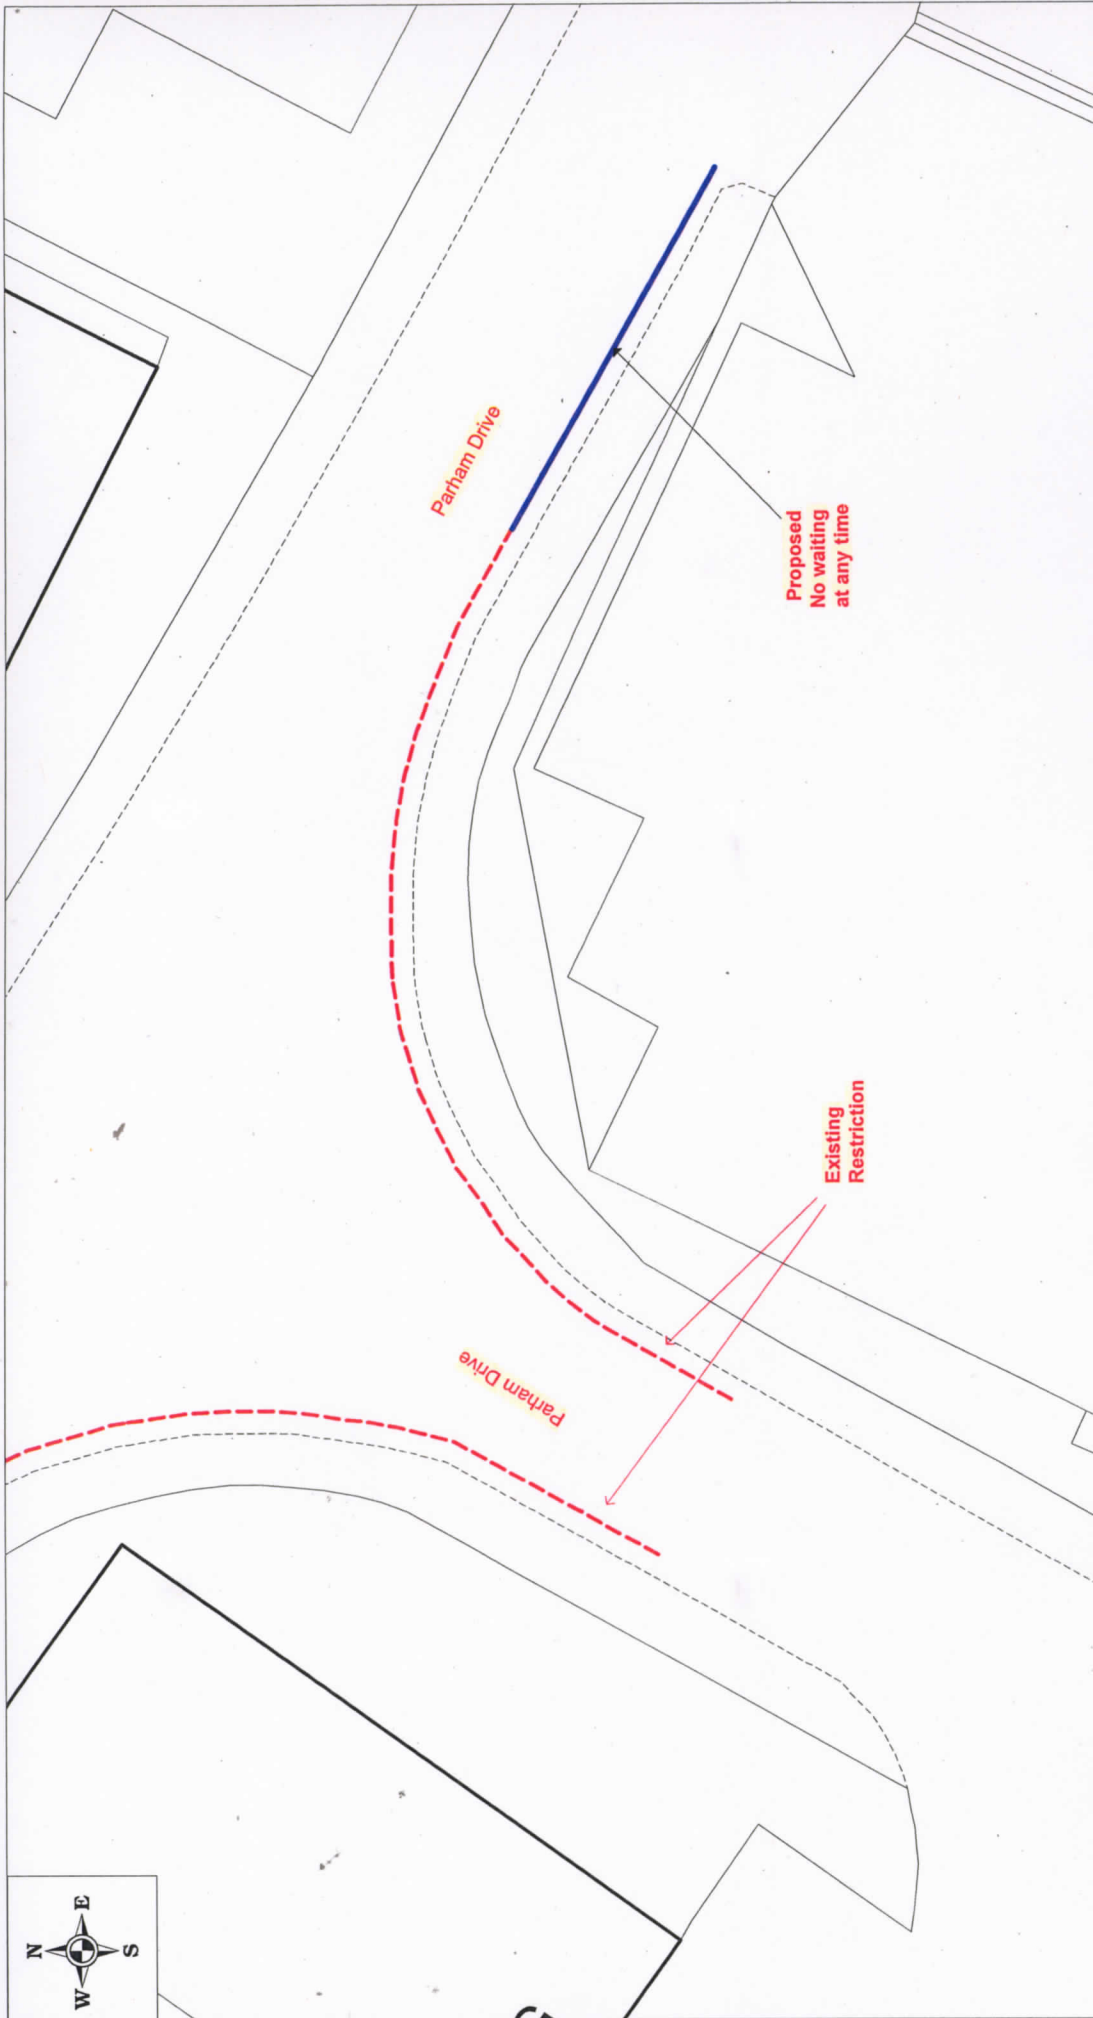 Parham Drive
Proposed
No waiting
at any time
Existing
Restriction
Parham Drive
N
W
E
S